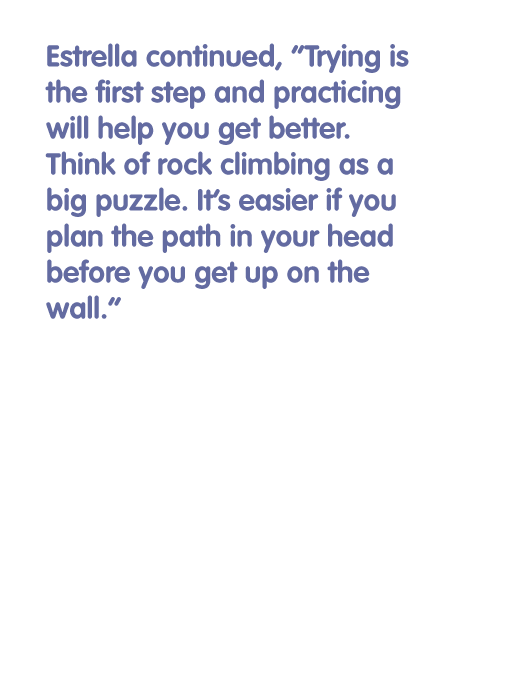 Estrella continued, “Trying is
the first step and practicing
will help you get better.
Think of rock climbing as a
big puzzle. It’s easier if you
plan the path in your head
before you get up on the
wall.”